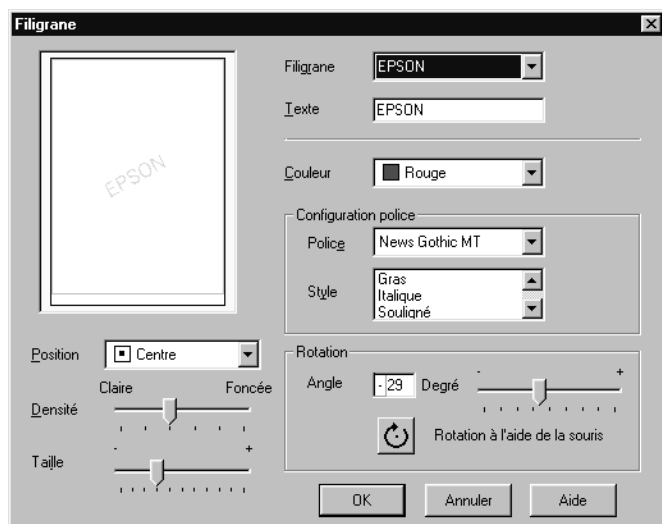 Filigrane
EPSON
Filigrane EPSON
Texte EPSON
Couleur Rouge
Configuration police
Police News Gothic MT
Style Gras
Italique
Souligné
Position Centre
Claire Foncée
Densité
- +
Taille
Rotation
- +
Angle -29 Degré
Rotation à l'aide de la souris
OK Annuler Aide